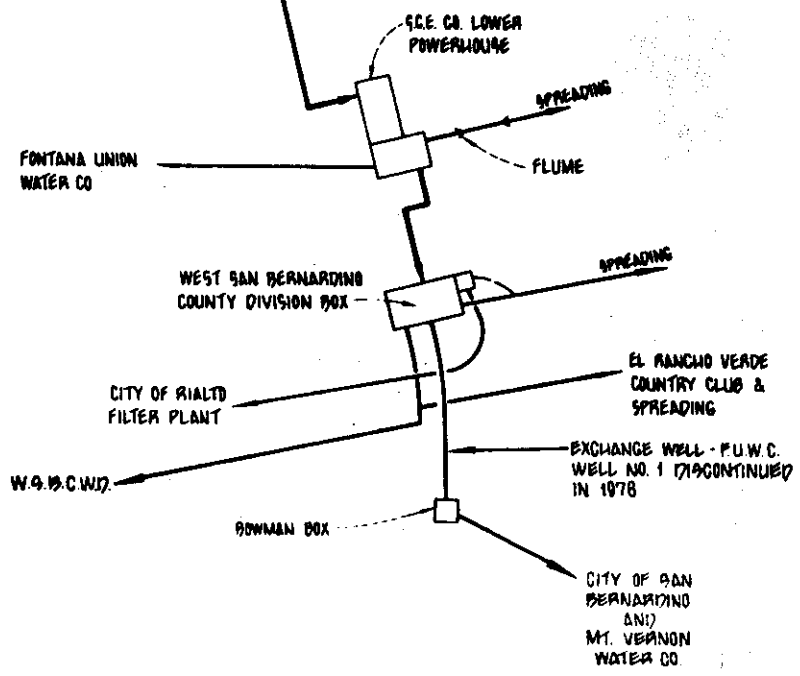 S.C.E. CO. LOWER
POWERHOUSE
SPREADING
FONTANA UNION
WATER CO
FLUME
WEST SAN BERNARDINO
COUNTY DIVISION BOX
SPREADING
CITY OF RIALTO
FILTER PLANT
EL RANCHO VERDE
COUNTRY CLUB &
SPREADING
W.S.B.C.W.D.
EXCHANGE WELL - F.U.W.C.
WELL NO. 1 DISCONTINUED
IN 1978
BOWMAN BOX
CITY OF SAN
BERNARDINO
AND
MT. VERNON
WATER CO.